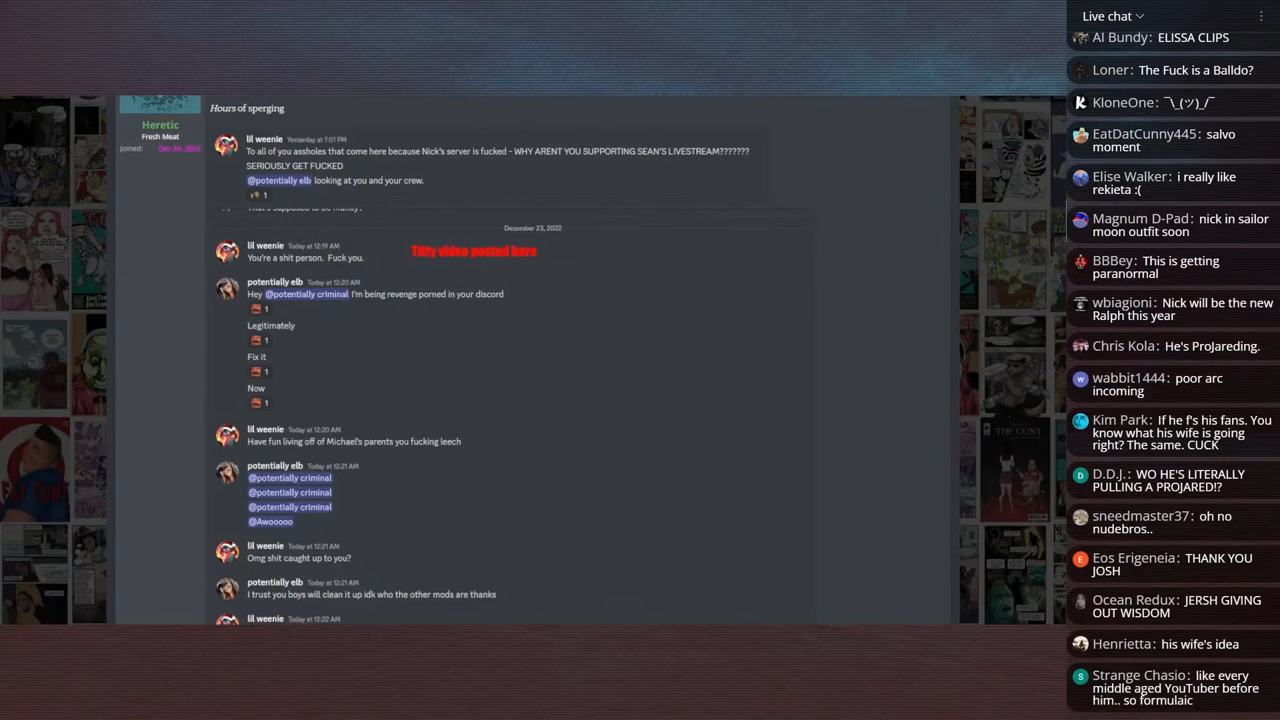 Hours of sperging
Heretic
Fresh Meat
Joined:
lil weenie Yesterday at 7:01 PM
To all of you assholes that come here because Nick's server is fucked - WHY ARENT YOU SUPPORTING SEAN'S LIVESTREAM???????
SERIOUSLY GET FUCKED
@potentially elb looking at you and your crew.
1
December 23, 2022
lil weenie Today at 12:19 AM
You're a shit person. Fuck you.
Titty video posted here
potentially elb Today at 12:20 AM
Hey @potentially criminal I'm being revenge porned in your discord
1
Legitimately
1
Fix it
1
Now
1
lil weenie Today at 12:20 AM
Have fun living off of Michael's parents you fucking leech
potentially elb Today at 12:21 AM
@potentially criminal
@potentially criminal
@potentially criminal
@Awooooo
lil weenie Today at 12:21 AM
Omg shit caught up to you?
potentially elb Today at 12:21 AM
I trust you boys will clean it up idk who the other mods are thanks
lil weenie Today at 12:22 AM
THE GUNT
Live chat
Al Bundy: ELISSA CLIPS
Loner: The Fuck is a Balldo?
KloneOne: ¯\_(ツ)_/¯
EatDatCunny445: salvo
moment
Elise Walker: i really like
rekieta :(
Magnum D-Pad: nick in sailor
moon outfit soon
BBBey: This is getting
paranormal
wbiagioni: Nick will be the new
Ralph this year
Chris Kola: He's ProJareding.
wabbit1444: poor arc
incoming
Kim Park: If he f's his fans. You
know what his wife is going
right? The same. CUCK
D.D.J.: WO HE'S LITERALLY
PULLING A PROJARED!?
sneedmaster37: oh no
nudebros..
Eos Erigeneia: THANK YOU
JOSH
Ocean Redux: JERSH GIVING
OUT WISDOM
Henrietta: his wife's idea
Strange Chasio: like every
middle aged YouTuber before
him.. so formulaic